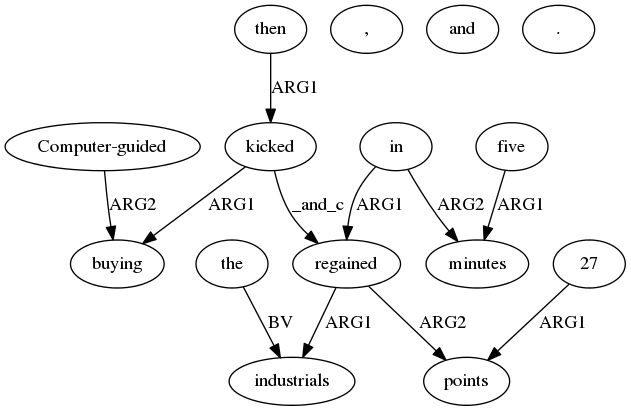 then , and .
ARG1
Computer-guided kicked in five
ARG2 ARG1 _and_c ARG1 ARG2 ARG1
buying the regained minutes 27
BV ARG1 ARG2 ARG1
industrials points